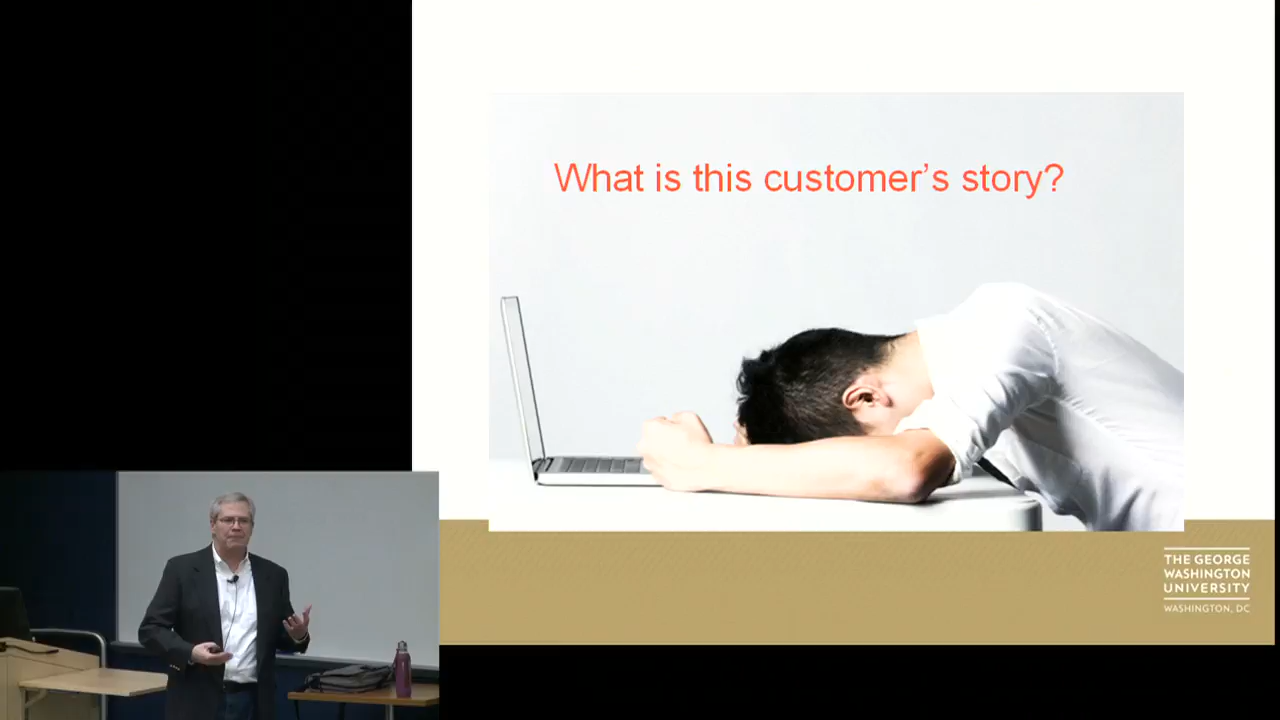 What is this customer's story?
THE GEORGE
WASHINGTON
UNIVERSITY
WASHINGTON, DC